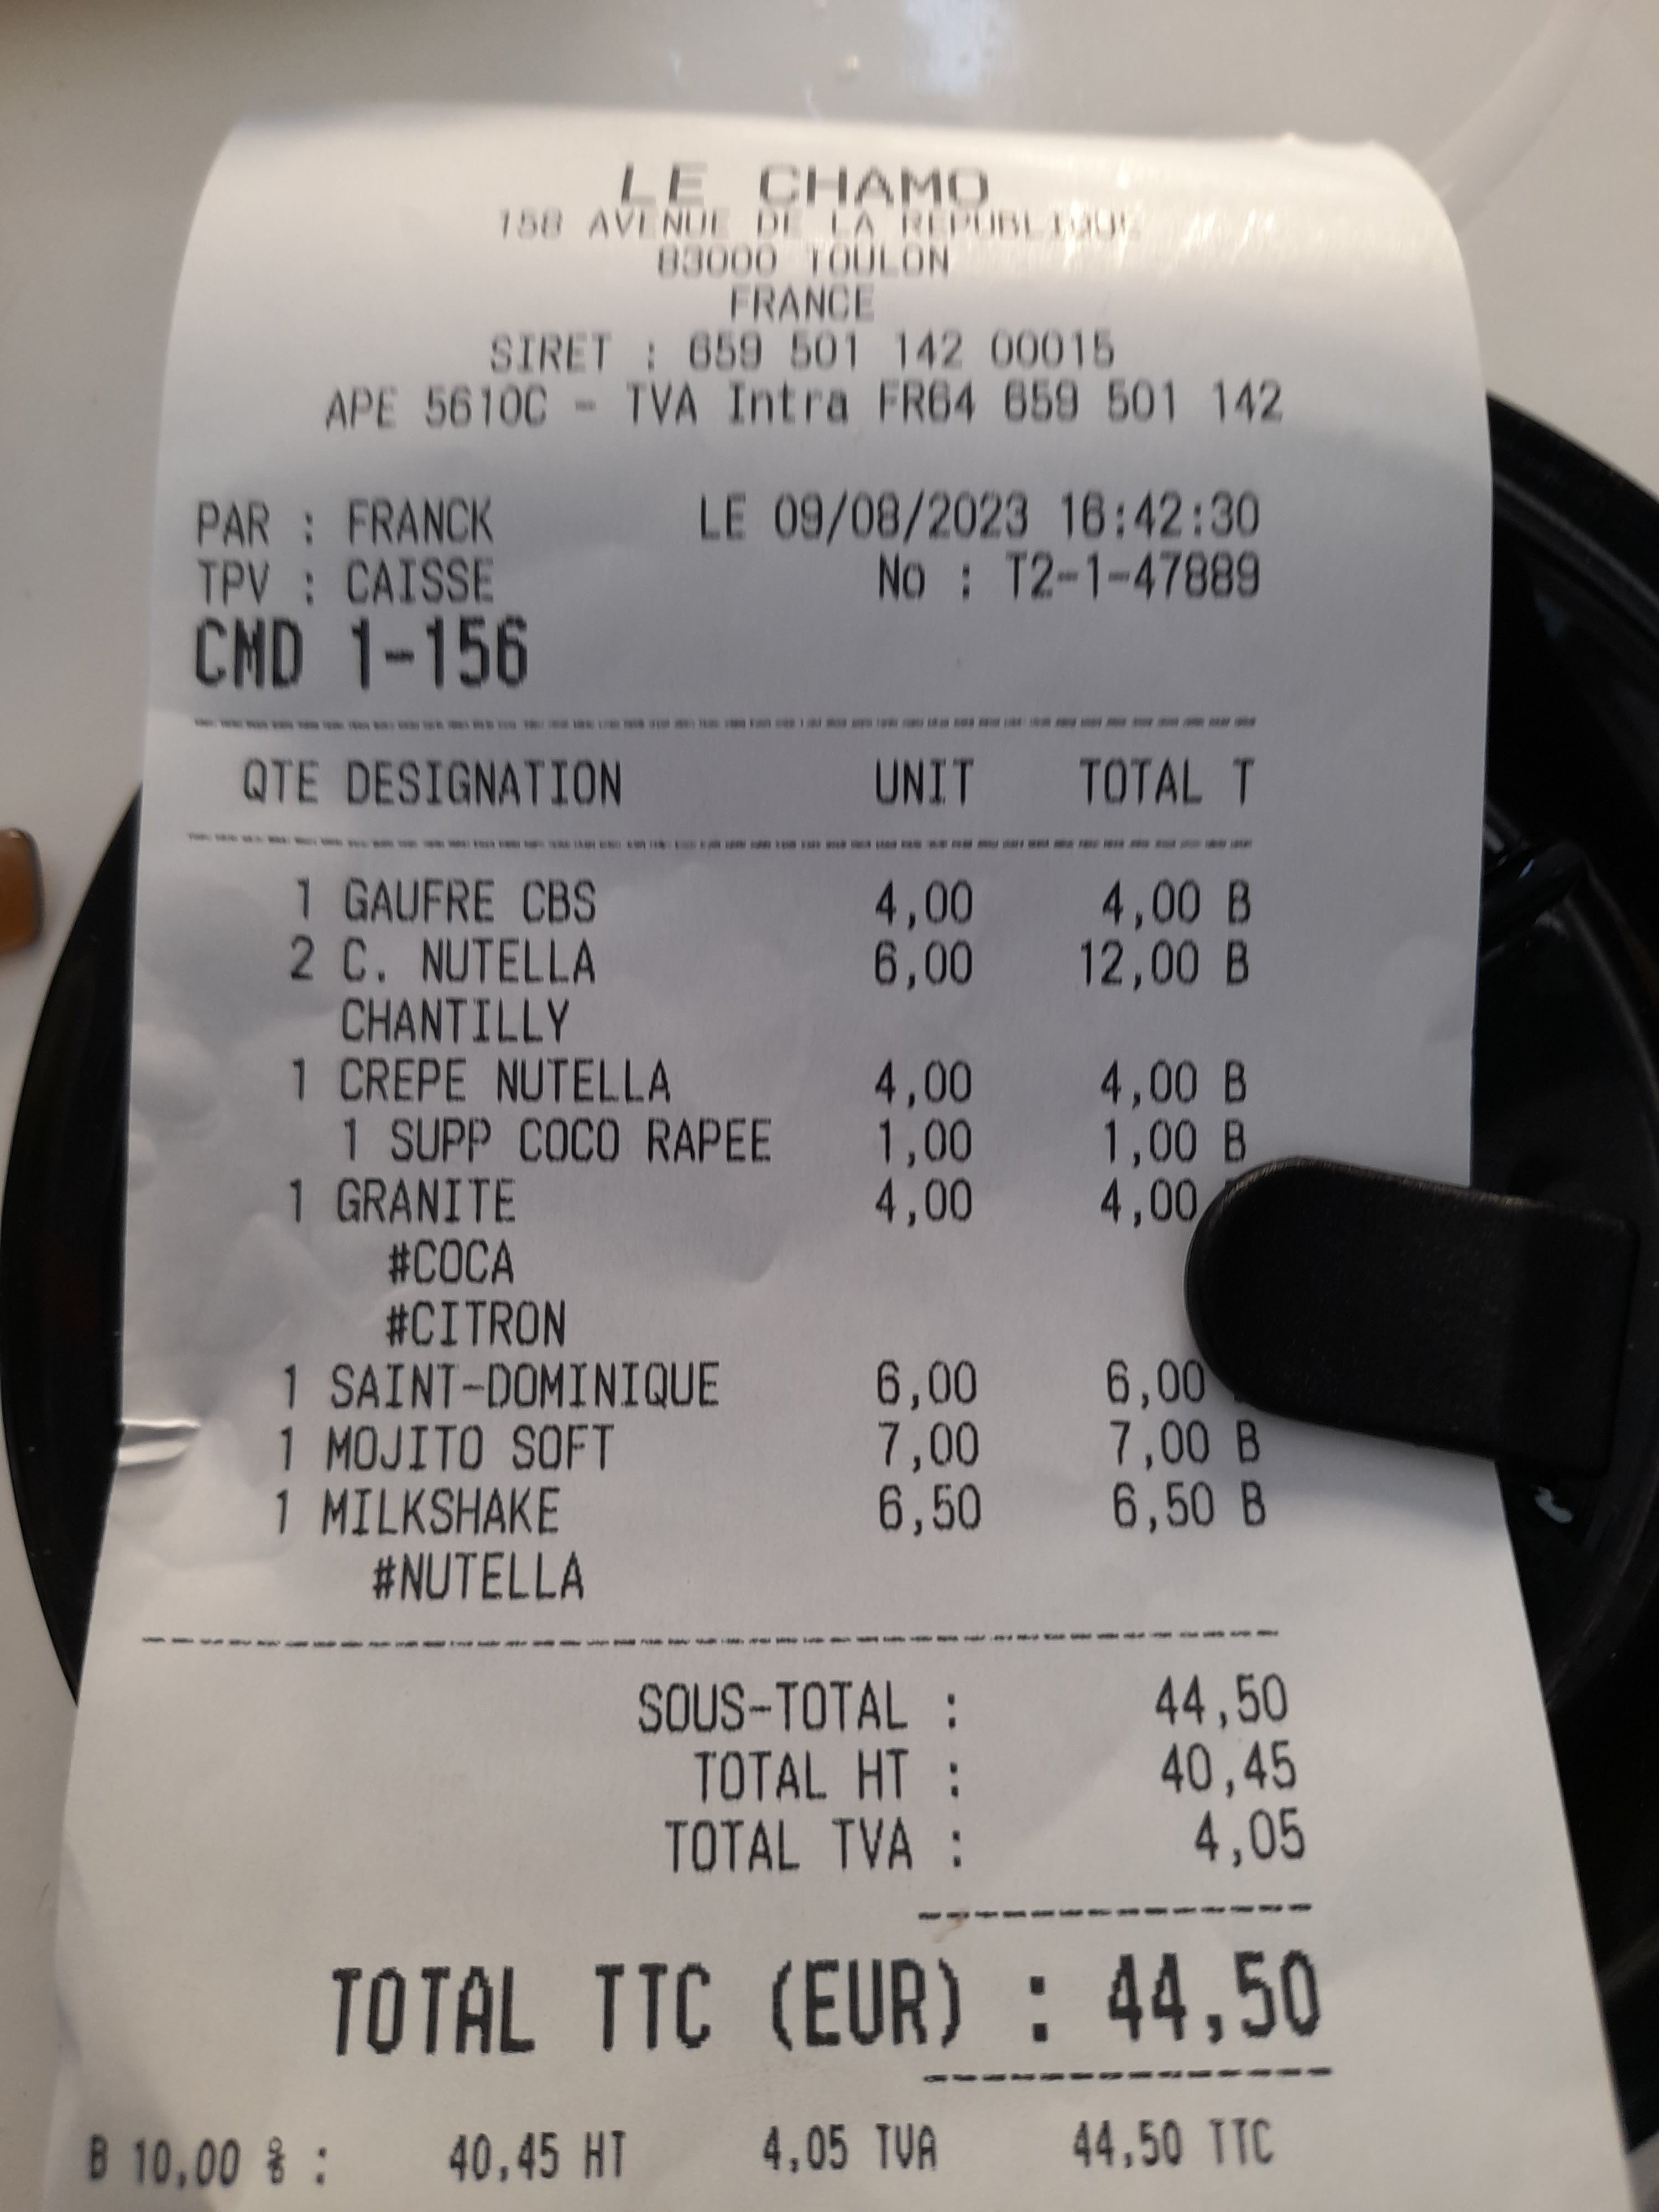 LE CHAMO
158 AVENUE DE LA REPUBLIQUE
83000 TOULON
FRANCE
SIRET : 659 501 142 00015
APE 5610C - TVA Intra FR64 659 501 142
PAR : FRANCK LE 09/08/2023 16:42:30
TPV : CAISSE No : T2-1-47889
CMD 1-156
QTE DESIGNATION UNIT TOTAL T
1 GAUFRE CBS 4,00 4,00 B
2 C. NUTELLA 6,00 12,00 B
CHANTILLY
1 CREPE NUTELLA 4,00 4,00 B
1 SUPP COCO RAPEE 1,00 1,00 B
1 GRANITE 4,00 4,00
#COCA
#CITRON
1 SAINT-DOMINIQUE 6,00 6,00
1 MOJITO SOFT 7,00 7,00 B
1 MILKSHAKE 6,50 6,50 B
#NUTELLA
SOUS-TOTAL : 44,50
TOTAL HT : 40,45
TOTAL TVA : 4,05
TOTAL TTC (EUR) : 44,50
B 10,00 % : 40,45 HT 4,05 TVA 44,50 TTC